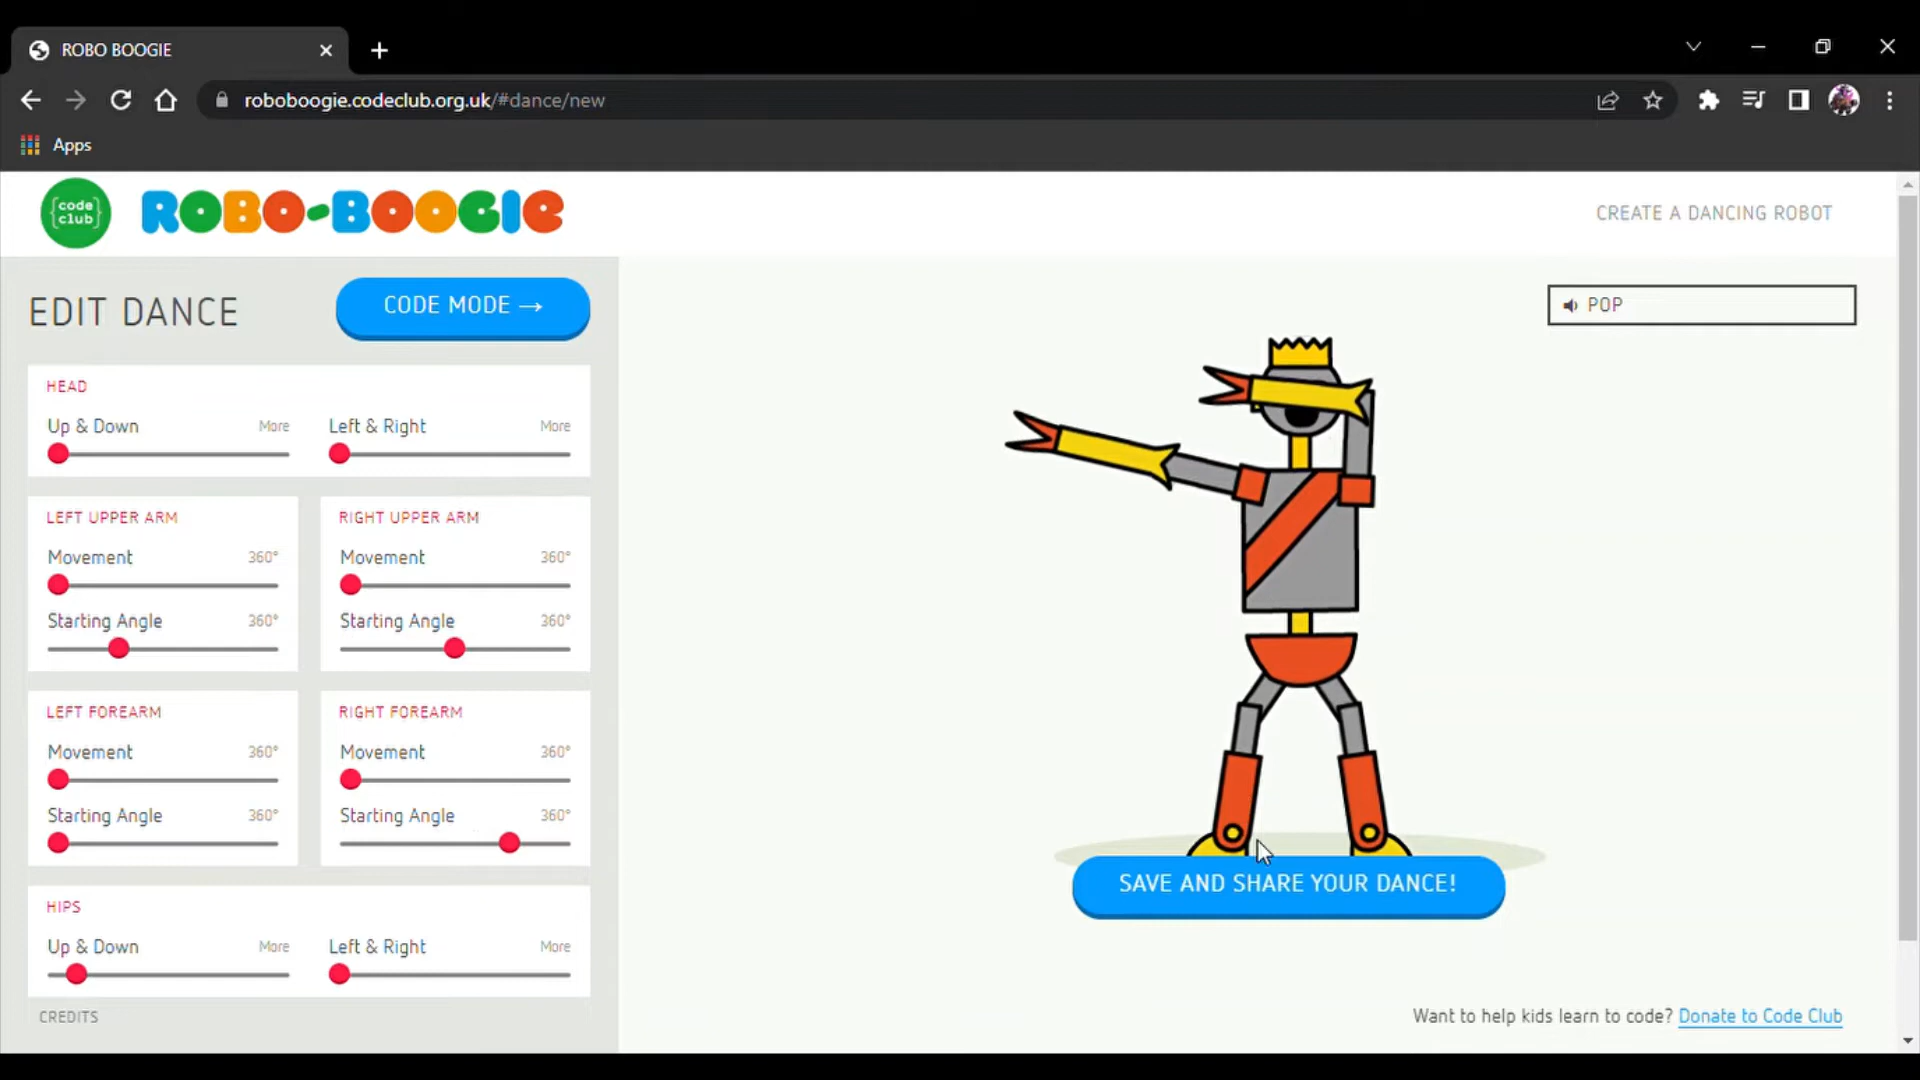 ROBO BOOGIE
roboboogie.codeclub.org.uk/#dance/new
Apps
code club
ROBO-BOOGIE
CREATE A DANCING ROBOT
EDIT DANCE
CODE MODE →
POP
HEAD
Up & Down More Left & Right More
LEFT UPPER ARM RIGHT UPPER ARM
Movement 360° Movement 360°
Starting Angle 360° Starting Angle 360°
LEFT FOREARM RIGHT FOREARM
Movement 360° Movement 360°
Starting Angle 360° Starting Angle 360°
SAVE AND SHARE YOUR DANCE!
HIPS
Up & Down More Left & Right More
CREDITS
Want to help kids learn to code? Donate to Code Club